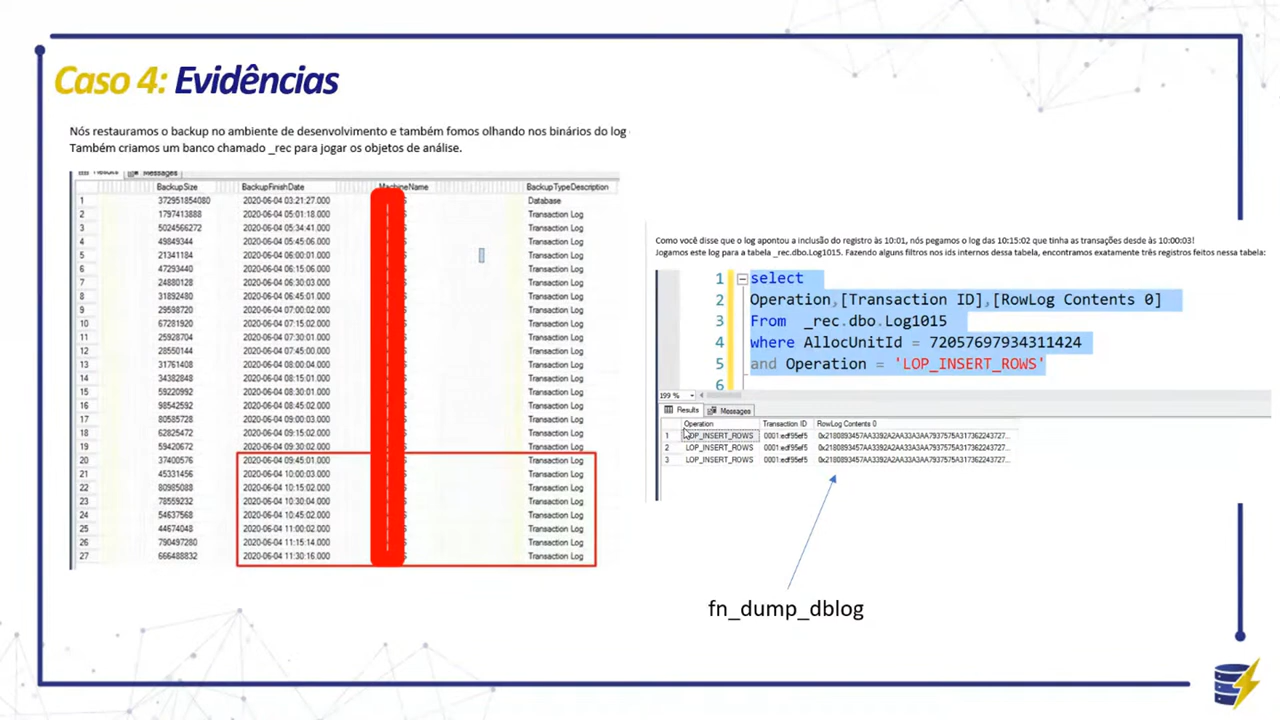 Caso 4: Evidências
Nós restauramos o backup no ambiente de desenvolvimento e também fomos olhando nos binários do log
Também criamos um banco chamado _rec para jogar os objetos de análise.
Results Messages
BackupSize BackupFinishDate MachineName BackupTypeDescription
1 372951854080 2020-06-04 03:21:27.000 Database
2 1797413888 2020-06-04 05:01:18.000 Transaction Log
3 5024566272 2020-06-04 05:34:41.000 Transaction Log
4 49849344 2020-06-04 05:45:06.000 Transaction Log
5 21341184 2020-06-04 06:00:01.000 Transaction Log
6 47293440 2020-06-04 06:15:06.000 Transaction Log
7 24880128 2020-06-04 06:30:03.000 Transaction Log
8 31892480 2020-06-04 06:45:01.000 Transaction Log
9 29598720 2020-06-04 07:00:02.000 Transaction Log
10 67281920 2020-06-04 07:15:02.000 Transaction Log
11 25928704 2020-06-04 07:30:01.000 Transaction Log
12 28550144 2020-06-04 07:45:00.000 Transaction Log
13 31761408 2020-06-04 08:00:04.000 Transaction Log
14 34382848 2020-06-04 08:15:01.000 Transaction Log
15 59220992 2020-06-04 08:30:01.000 Transaction Log
16 98542592 2020-06-04 08:45:02.000 Transaction Log
17 80585728 2020-06-04 09:00:03.000 Transaction Log
18 62825472 2020-06-04 09:15:02.000 Transaction Log
19 59420672 2020-06-04 09:30:02.000 Transaction Log
20 37400576 2020-06-04 09:45:01.000 Transaction Log
21 45331456 2020-06-04 10:00:03.000 Transaction Log
22 80985088 2020-06-04 10:15:02.000 Transaction Log
23 78559232 2020-06-04 10:30:04.000 Transaction Log
24 54637568 2020-06-04 10:45:02.000 Transaction Log
25 44674048 2020-06-04 11:00:02.000 Transaction Log
26 790497280 2020-06-04 11:15:14.000 Transaction Log
27 666488832 2020-06-04 11:30:16.000 Transaction Log
Como você disse que o log apontou a inclusão do registro às 10:01, nós pegamos o log das 10:15:02 que tinha as transações desde às 10:00:03!
Jogamos este log para a tabela _rec.dbo.Log1015. Fazendo alguns filtros nos ids internos dessa tabela, encontramos exatamente três registros feitos nessa tabela:
1 select
2 Operation,[Transaction ID],[RowLog Contents 0]
3 From _rec.dbo.Log1015
4 where AllocUnitId = 72057697934311424
5 and Operation = 'LOP_INSERT_ROWS'
6
199 %
Results Messages
Operation Transaction ID RowLog Contents 0
1 LOP_INSERT_ROWS 0001:edf95ef5 0x2180893457AA3392A2AA33A3AA7937575A317362243727...
2 LOP_INSERT_ROWS 0001:edf95ef5 0x2180893457AA3392A2AA33A3AA7937575A317362243727...
3 LOP_INSERT_ROWS 0001:edf95ef5 0x2180893457AA3392A2AA33A3AA7937575A317362243727...
fn_dump_dblog